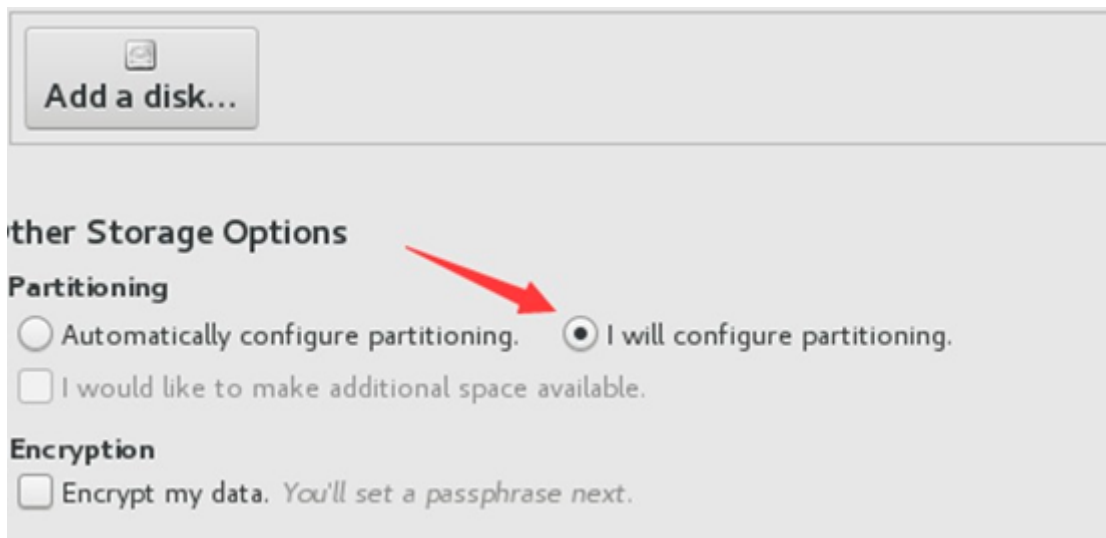 Add a disk...
ther Storage Options
Partitioning
Automatically configure partitioning. I will configure partitioning.
I would like to make additional space available.
Encryption
Encrypt my data. You'll set a passphrase next.